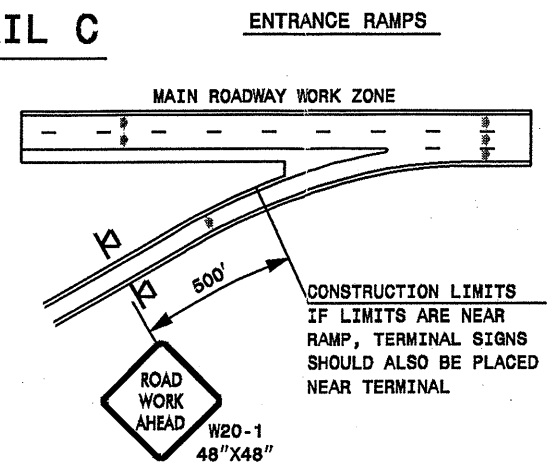 IL C
ENTRANCE RAMPS
MAIN ROADWAY WORK ZONE
500'
CONSTRUCTION LIMITS
IF LIMITS ARE NEAR
RAMP, TERMINAL SIGNS
SHOULD ALSO BE PLACED
NEAR TERMINAL
ROAD
WORK
AHEAD
W20-1
48"X48"